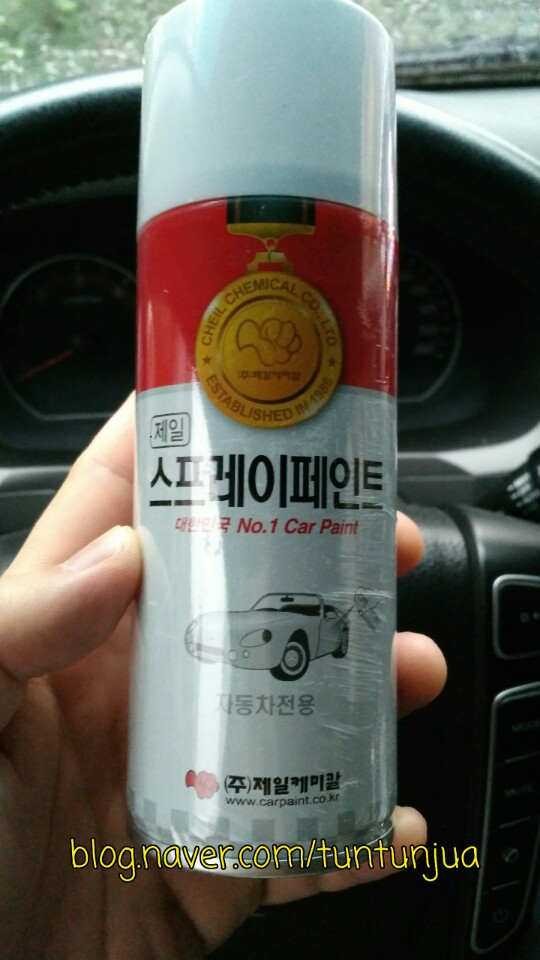 CHEIL CHEMICAL CO., LTD
(주)제일케미칼
ESTABLISHED IN 1986
제일
스프레이페인트
대한민국 No.1 Car Paint
자동차전용
(주)제일케미칼
www.carpaint.co.kr
MUTE
blog.naver.com/tuntunjua